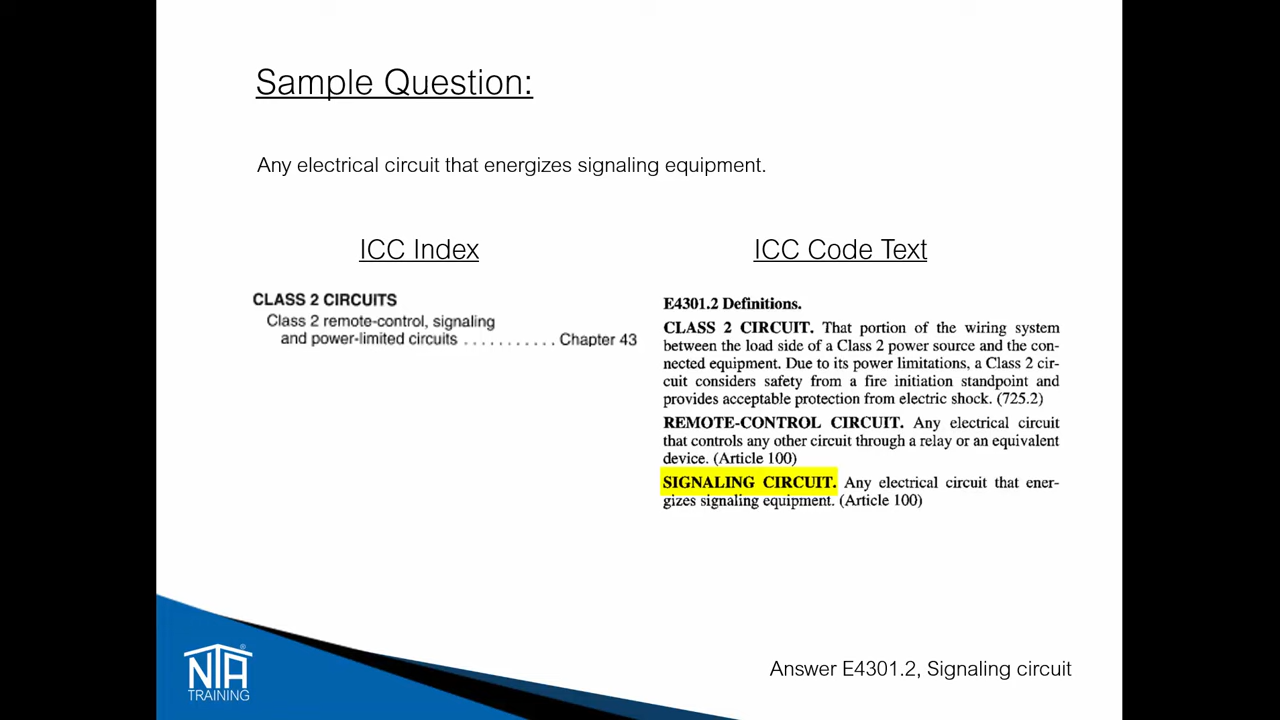 Sample Question:
Any electrical circuit that energizes signaling equipment.
ICC Index
CLASS 2 CIRCUITS
Class 2 remote-control, signaling
and power-limited circuits . . . . . . . . . . . Chapter 43
ICC Code Text
E4301.2 Definitions.
CLASS 2 CIRCUIT. That portion of the wiring system
between the load side of a Class 2 power source and the con-
nected equipment. Due to its power limitations, a Class 2 cir-
cuit considers safety from a fire initiation standpoint and
provides acceptable protection from electric shock. (725.2)
REMOTE-CONTROL CIRCUIT. Any electrical circuit
that controls any other circuit through a relay or an equivalent
device. (Article 100)
SIGNALING CIRCUIT. Any electrical circuit that ener-
gizes signaling equipment. (Article 100)
NTA ®
TRAINING
Answer E4301.2, Signaling circuit